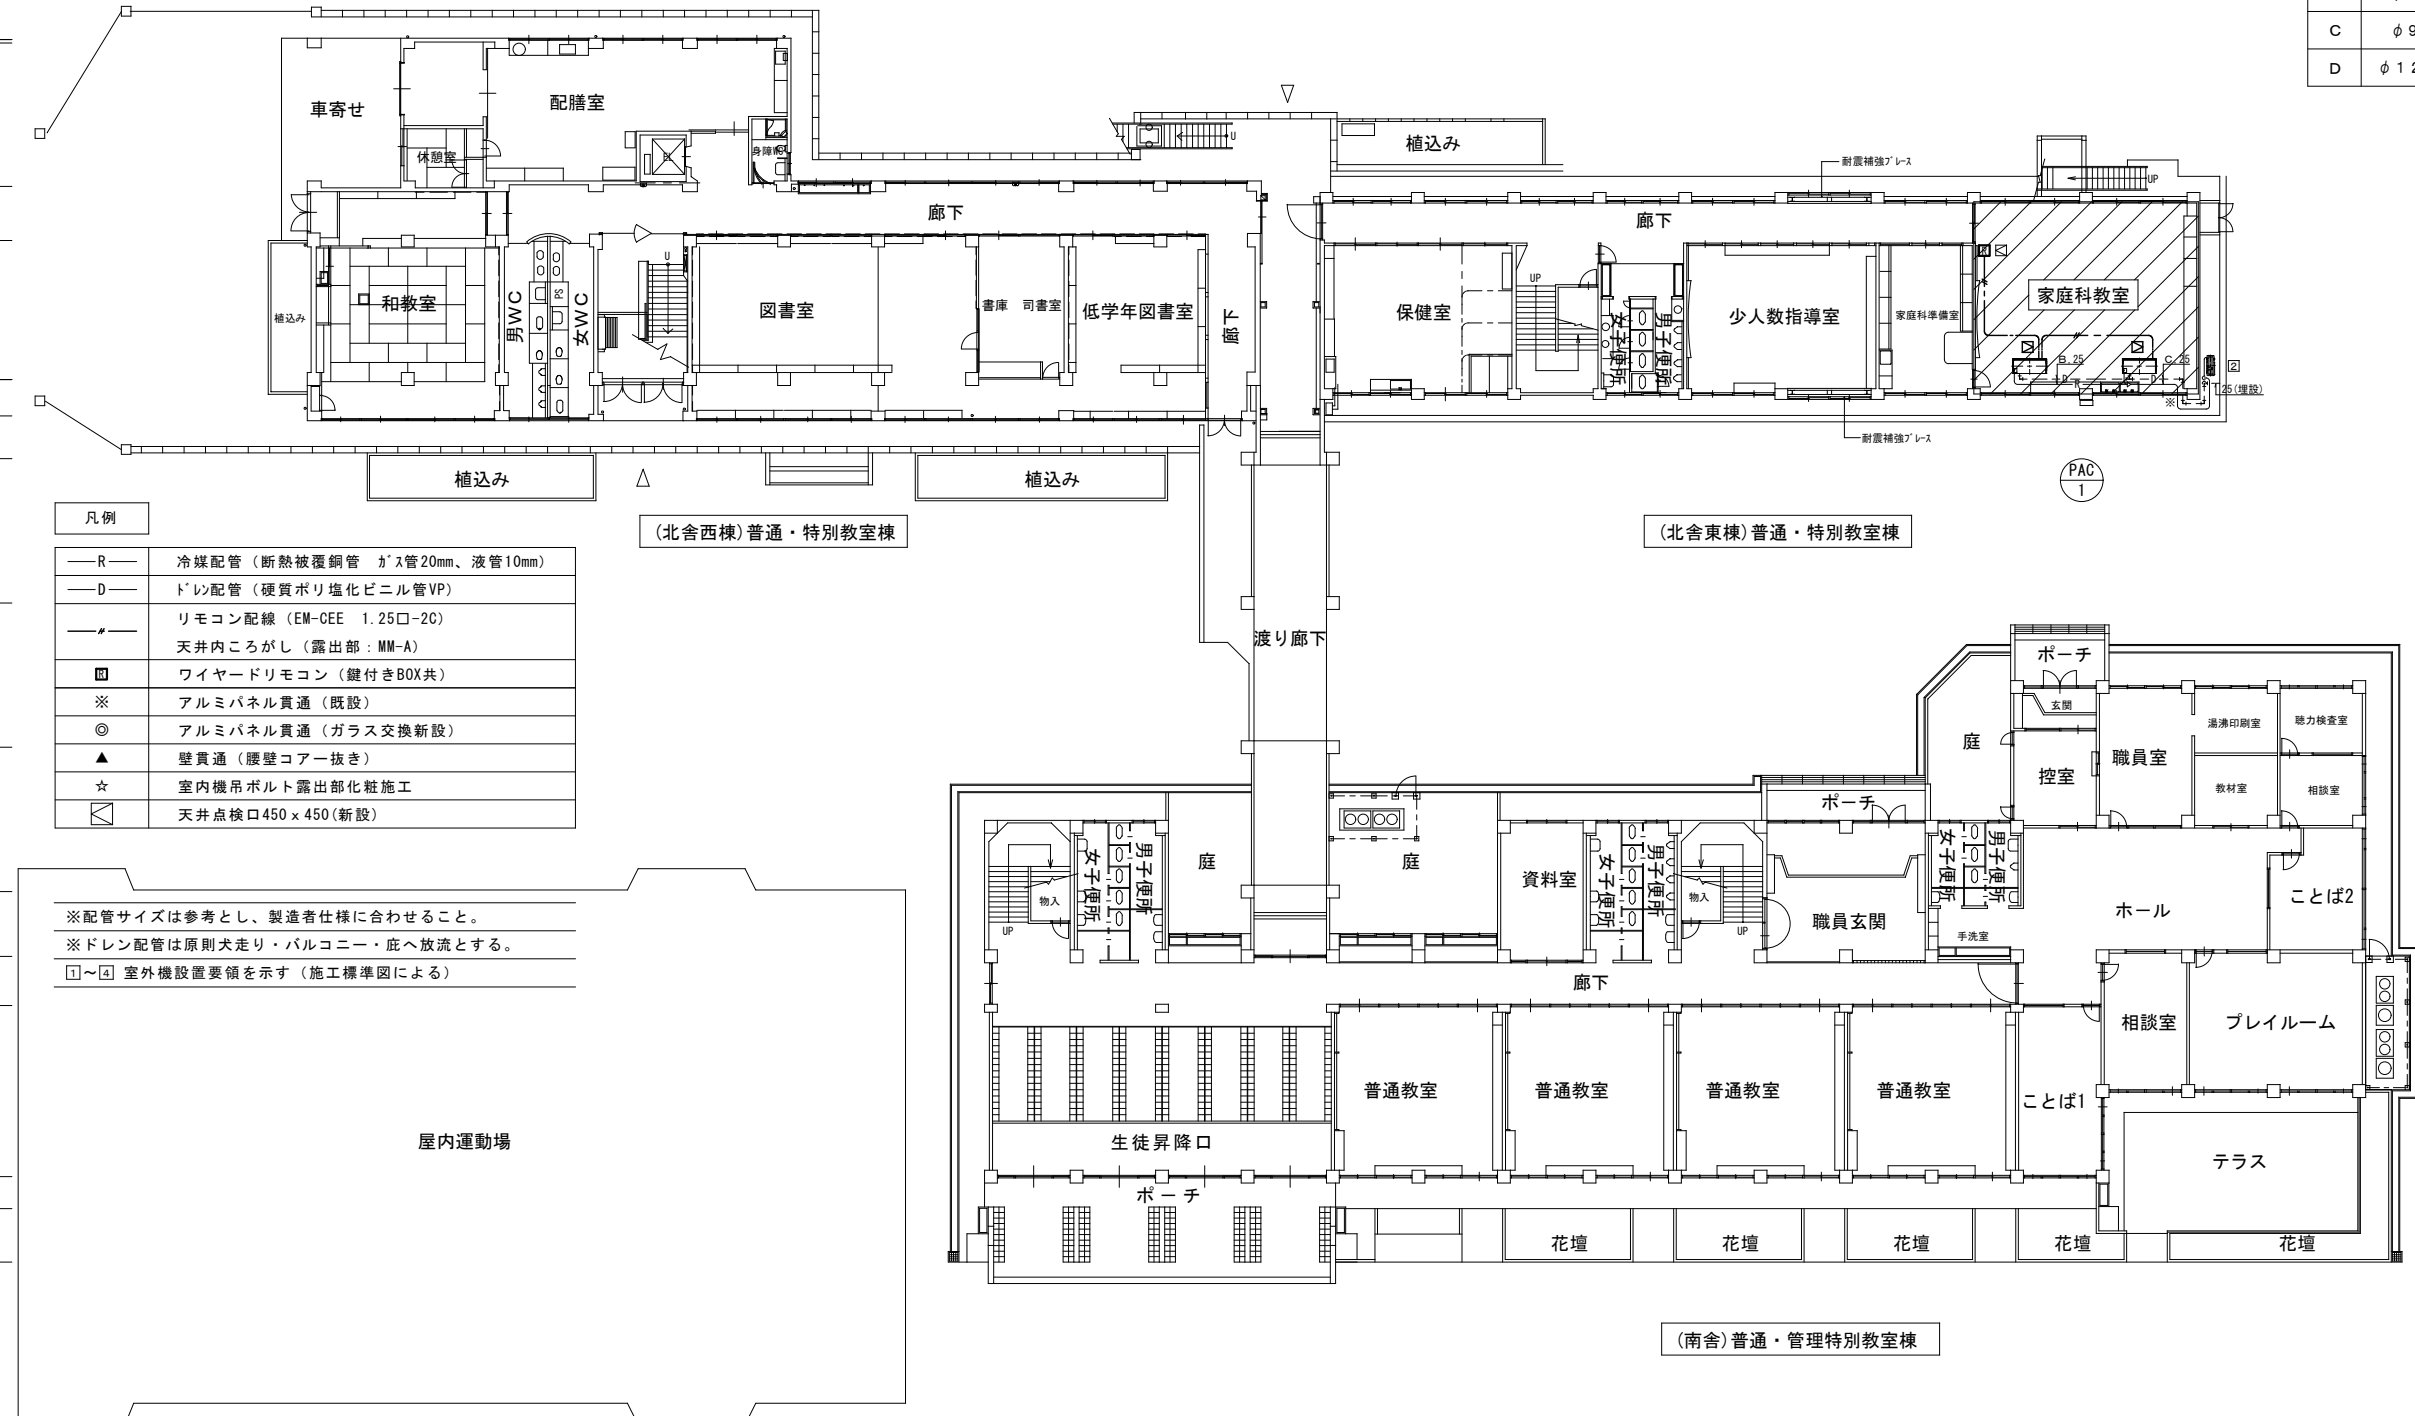 C φ9
D φ12
車寄せ
配膳室
休憩室
身障WC
EV
U
廊下
植込み
和教室
男WC
PS
女WC
U
図書室
書庫
司書室
低学年図書室
廊下
植込み
植込み
植込み
耐震補強ブレース
UP
廊下
保健室
UP
女子便所
男子便所
少人数指導室
家庭科準備室
家庭科教室
B.25
C.25
D
D
R
※
2
25(埋設)
耐震補強ブレース
PAC
1
(北舎西棟)普通・特別教室棟
(北舎東棟)普通・特別教室棟
凡例
R 冷媒配管（断熱被覆銅管 ガス管20mm、液管10mm）
D ドレン配管（硬質ポリ塩化ビニル管VP）
リモコン配線（EM-CEE 1.25□-2C）
天井内ころがし（露出部：MM-A）
R ワイヤードリモコン（鍵付きBOX共）
※ アルミパネル貫通（既設）
◎ アルミパネル貫通（ガラス交換新設）
▲ 壁貫通（腰壁コアー抜き）
☆ 室内機吊ボルト露出部化粧施工
天井点検口450ｘ450(新設)
※配管サイズは参考とし、製造者仕様に合わせること。
※ドレン配管は原則犬走り・バルコニー・庇へ放流とする。
1～4 室外機設置要領を示す（施工標準図による）
屋内運動場
渡り廊下
ポーチ
玄関
庭
控室
職員室
湯沸印刷室
聴力検査室
教材室
相談室
物入
UP
女子便所
男子便所
庭
庭
資料室
女子便所
男子便所
物入
UP
ポーチ
職員玄関
女子便所
男子便所
手洗室
ホール
ことば2
廊下
普通教室
普通教室
普通教室
普通教室
ことば1
相談室
プレイルーム
生徒昇降口
ポーチ
テラス
花壇
花壇
花壇
花壇
花壇
(南舎)普通・管理特別教室棟